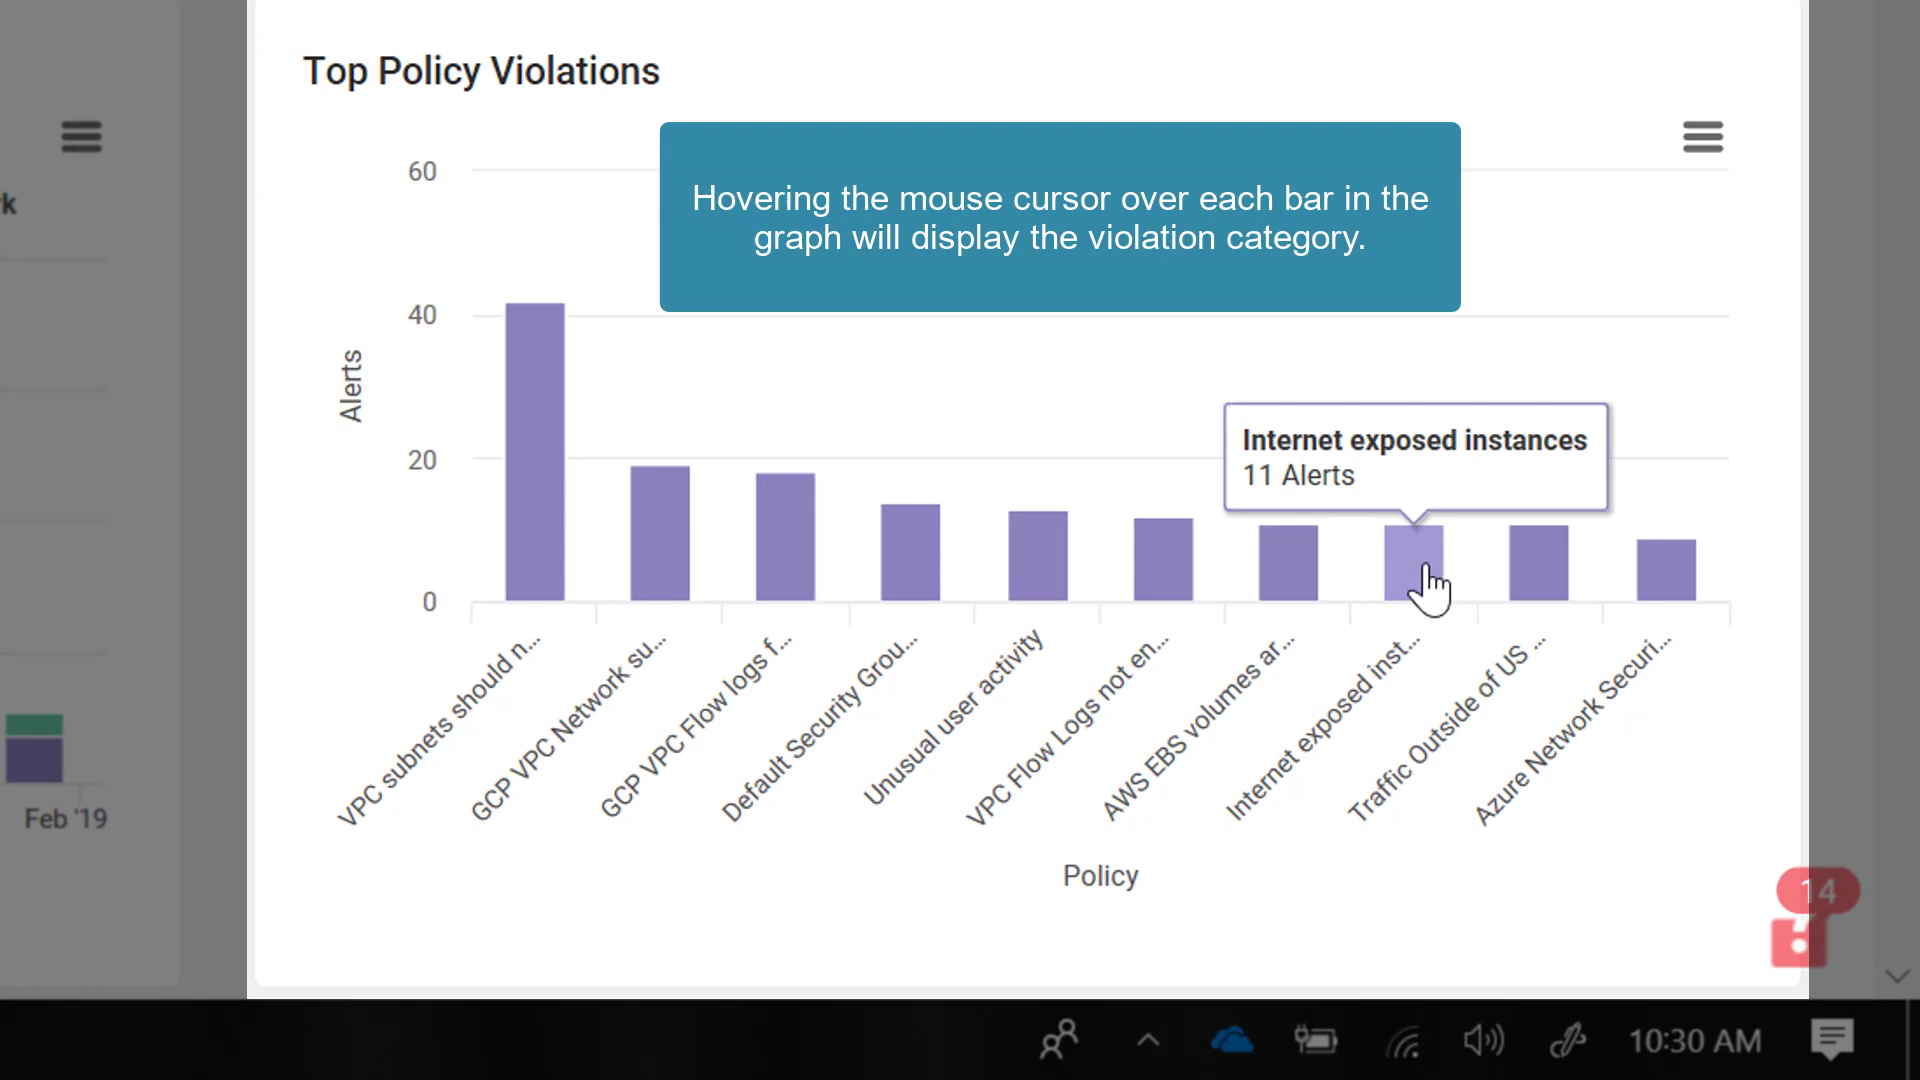 Top Policy Violations
Hovering the mouse cursor over each bar in the
graph will display the violation category.
k
60
40
20
0
Alerts
Internet exposed instances
11 Alerts
VPC subnets should n...
GCP VPC Network su...
GCP VPC Flow logs f...
Default Security Grou...
Unusual user activity
VPC Flow Logs not en...
AWS EBS volumes ar...
Internet exposed inst...
Traffic Outside of US ...
Azure Network Securi...
Policy
Feb '19
14
10:30 AM